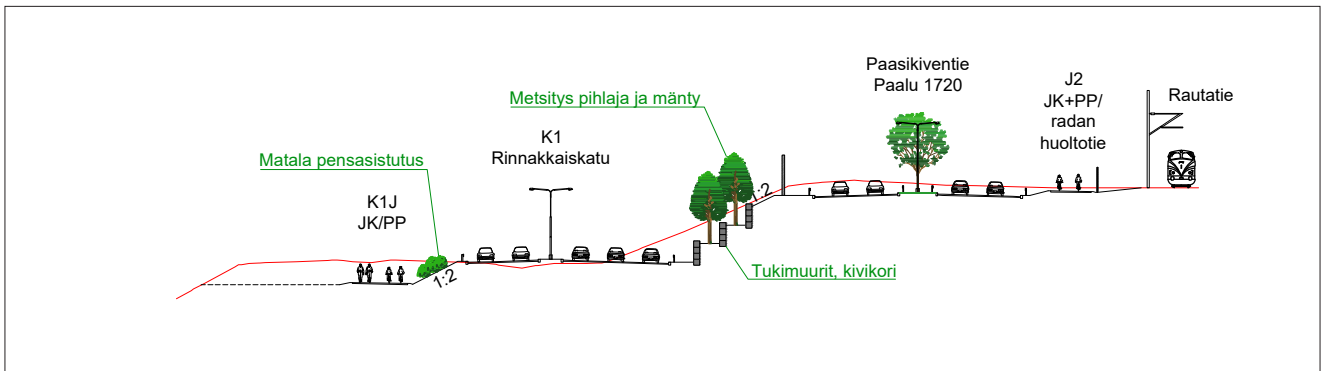 Paasikiventie
Paalu 1720
J2
JK+PP/
radan
huoltotie
Rautatie
Metsitys pihlaja ja mänty
K1
Rinnakkaiskatu
Matala pensasistutus
K1J
JK/PP
1:2
1:2
Tukimuurit, kivikori